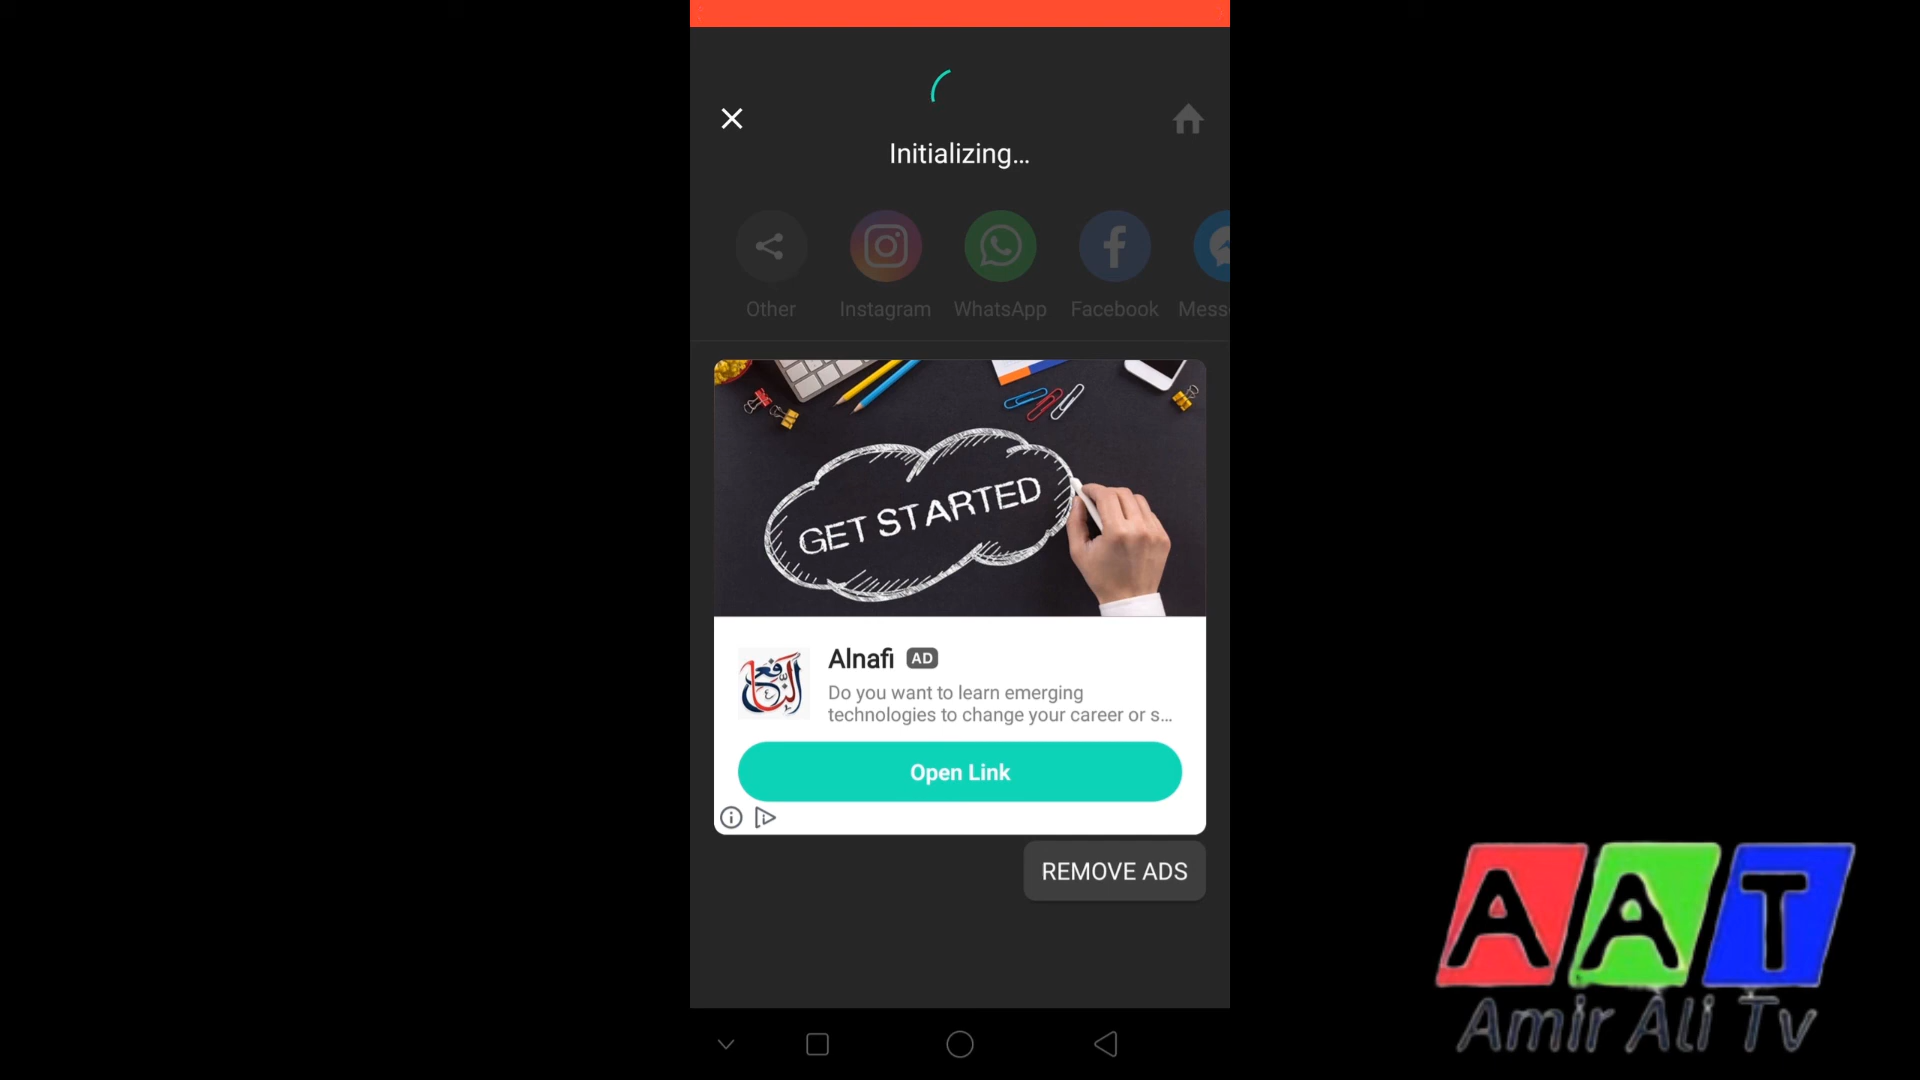 Initializing...
Other
Instagram
WhatsApp
Facebook
Mess
GET STARTED
النافع
Alnafi AD
Do you want to learn emerging
technologies to change your career or s...
Open Link
REMOVE ADS
AAT
Amir Ali Tv